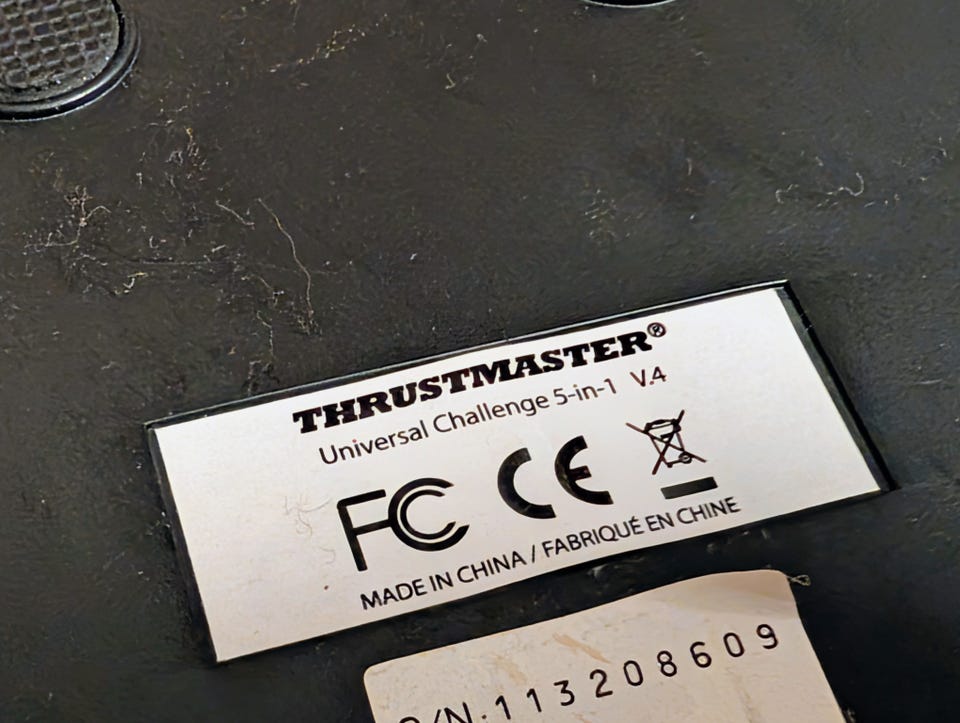 THRUSTMASTER®
Universal Challenge 5-in-1 V.4
FC CE
MADE IN CHINA / FABRIQUÉ EN CHINE
S/N.113208609